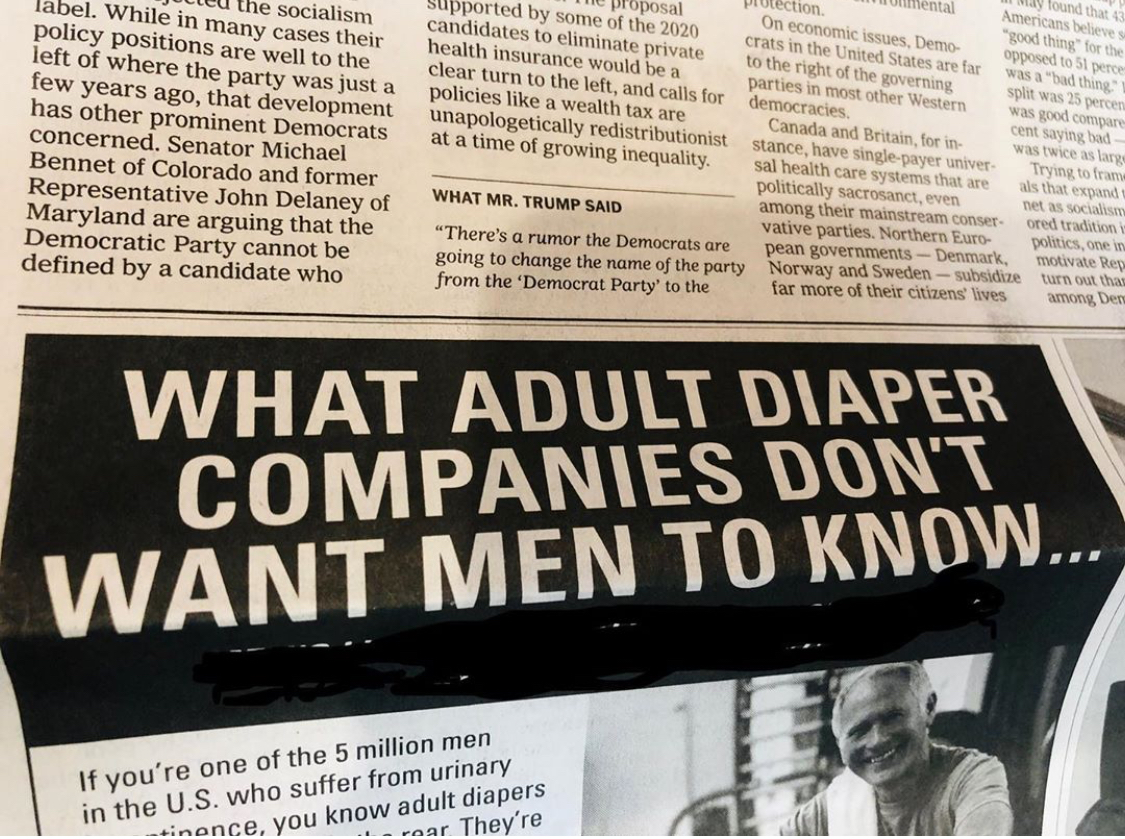 the socialism
label. While in many cases their
policy positions are well to the
left of where the party was just a
few years ago, that development
has other prominent Democrats
concerned. Senator Michael
Bennet of Colorado and former
Representative John Delaney of
Maryland are arguing that the
Democratic Party cannot be
defined by a candidate who
proposal
supported by some of the 2020
candidates to eliminate private
health insurance would be a
clear turn to the left, and calls for
policies like a wealth tax are
unapologetically redistributionist
at a time of growing inequality.
WHAT MR. TRUMP SAID
“There’s a rumor the Democrats are
going to change the name of the party
from the ‘Democrat Party’ to the
protection.
On economic issues, Demo-
crats in the United States are far
to the right of the governing
parties in most other Western
democracies.
Canada and Britain, for in-
stance, have single-payer univer-
sal health care systems that are
politically sacrosanct, even
among their mainstream conser-
vative parties. Northern Euro-
pean governments — Denmark,
Norway and Sweden — subsidize
far more of their citizens’ lives
May found that 43
Americans believe
“good thing” for the
opposed to 51
was a “bad thing.”
split was 25
was good
cent saying bad —
was twice as
Trying to
als that expand
net as socialism
ored tradition
politics, one in
motivate
turn out
among
WHAT ADULT DIAPER
COMPANIES DON’T
WANT MEN TO KNOW...
If you’re one of the 5 million men
in the U.S. who suffer from urinary
you know adult diapers
rear. They’re